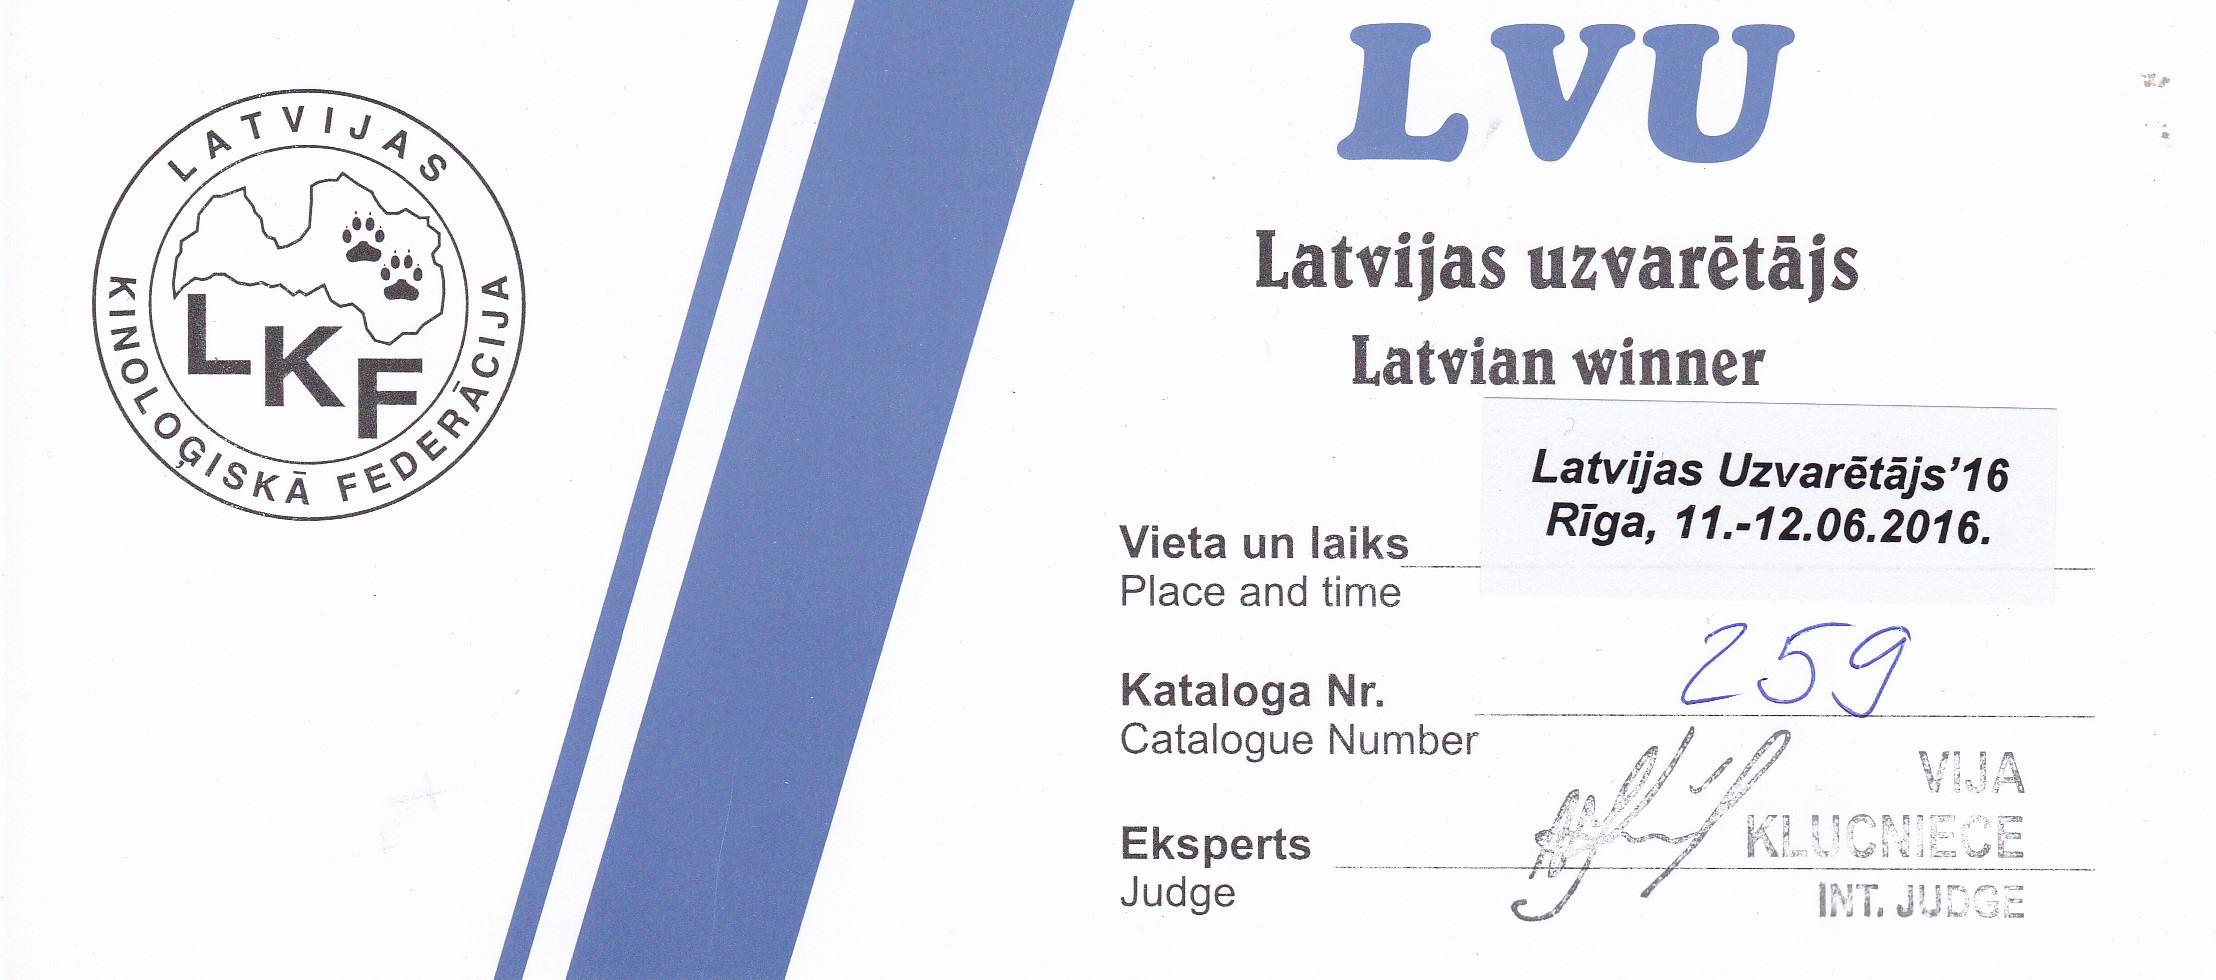 LATVIJAS
KINOLOĢISKĀ FEDERĀCIJA
LKF
LVU
Latvijas uzvarētājs
Latvian winner
Latvijas Uzvarētājs’16
Rīga, 11.-12.06.2016.
Vieta un laiks
Place and time
259
Kataloga Nr.
Catalogue Number
VIJA
KLUCNIECE
Eksperts
Judge
INT. JUDGE